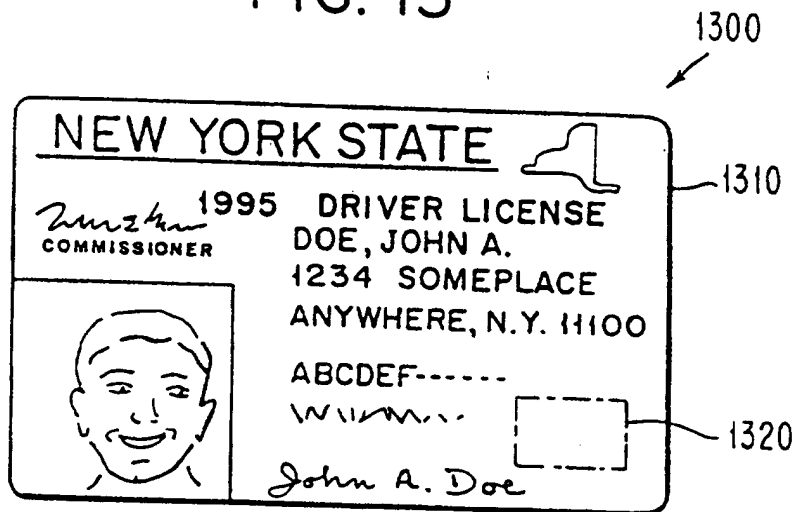 FIG. 13
1300
NEW YORK STATE
1310
1995 DRIVER LICENSE
COMMISSIONER
DOE, JOHN A.
1234 SOMEPLACE
ANYWHERE, N.Y. 11100
ABCDEF------
1320
John A. Doe